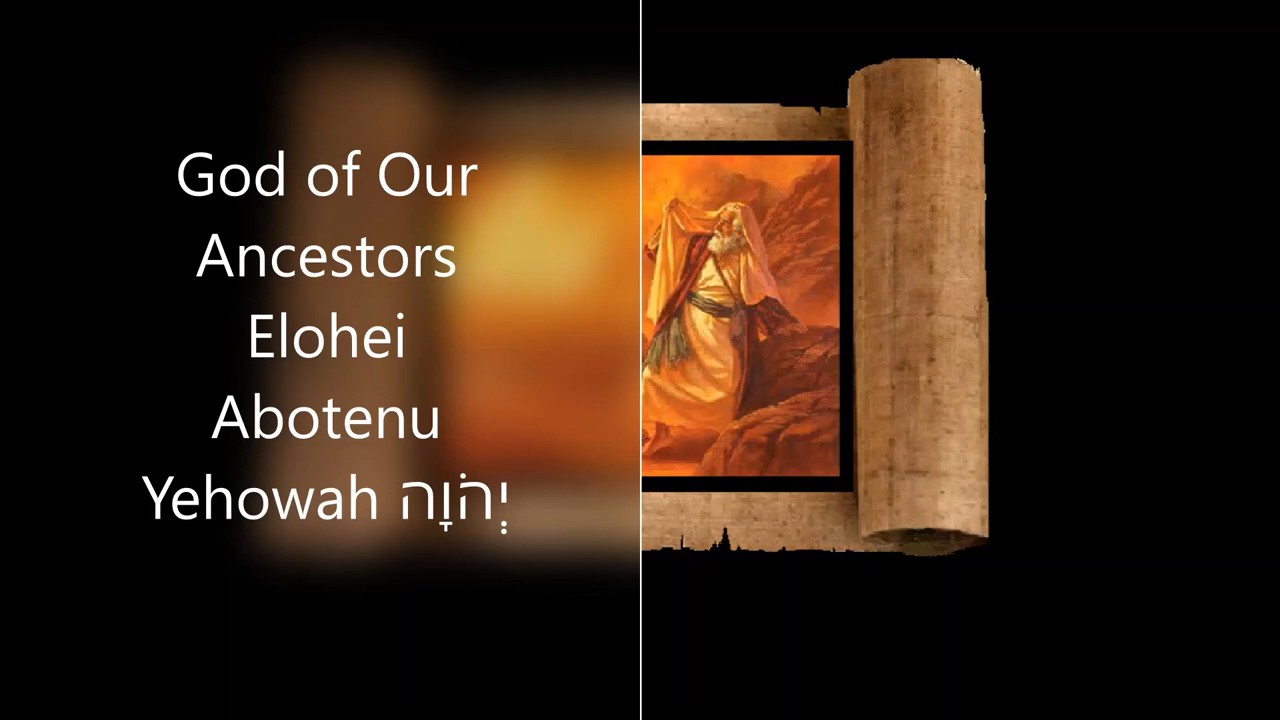 God of Our
Ancestors
Elohei
Abotenu
Yehowah יְהֹוָה